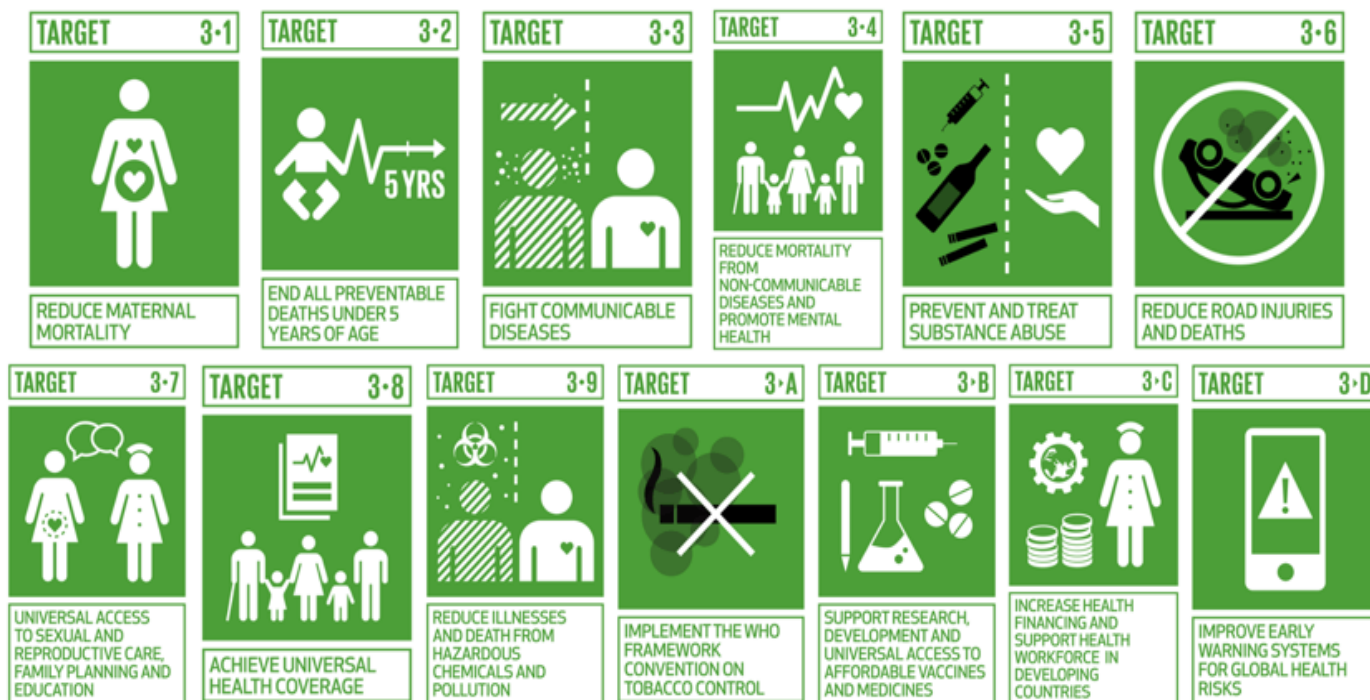 TARGET 3·1
REDUCE MATERNAL
MORTALITY
TARGET 3·2
5 YRS
END ALL PREVENTABLE
DEATHS UNDER 5
YEARS OF AGE
TARGET 3·3
FIGHT COMMUNICABLE
DISEASES
TARGET 3·4
REDUCE MORTALITY
FROM
NON-COMMUNICABLE
DISEASES AND
PROMOTE MENTAL
HEALTH
TARGET 3·5
PREVENT AND TREAT
SUBSTANCE ABUSE
TARGET 3·6
REDUCE ROAD INJURIES
AND DEATHS
TARGET 3·7
UNIVERSAL ACCESS
TO SEXUAL AND
REPRODUCTIVE CARE,
FAMILY PLANNING AND
EDUCATION
TARGET 3·8
ACHIEVE UNIVERSAL
HEALTH COVERAGE
TARGET 3·9
REDUCE ILLNESSES
AND DEATH FROM
HAZARDOUS
CHEMICALS AND
POLLUTION
TARGET 3·A
IMPLEMENT THE WHO
FRAMEWORK
CONVENTION ON
TOBACCO CONTROL
TARGET 3·B
SUPPORT RESEARCH,
DEVELOPMENT AND
UNIVERSAL ACCESS TO
AFFORDABLE VACCINES
AND MEDICINES
TARGET 3·C
INCREASE HEALTH
FINANCING AND
SUPPORT HEALTH
WORKFORCE IN
DEVELOPING
COUNTRIES
TARGET 3·D
IMPROVE EARLY
WARNING SYSTEMS
FOR GLOBAL HEALTH
RISKS